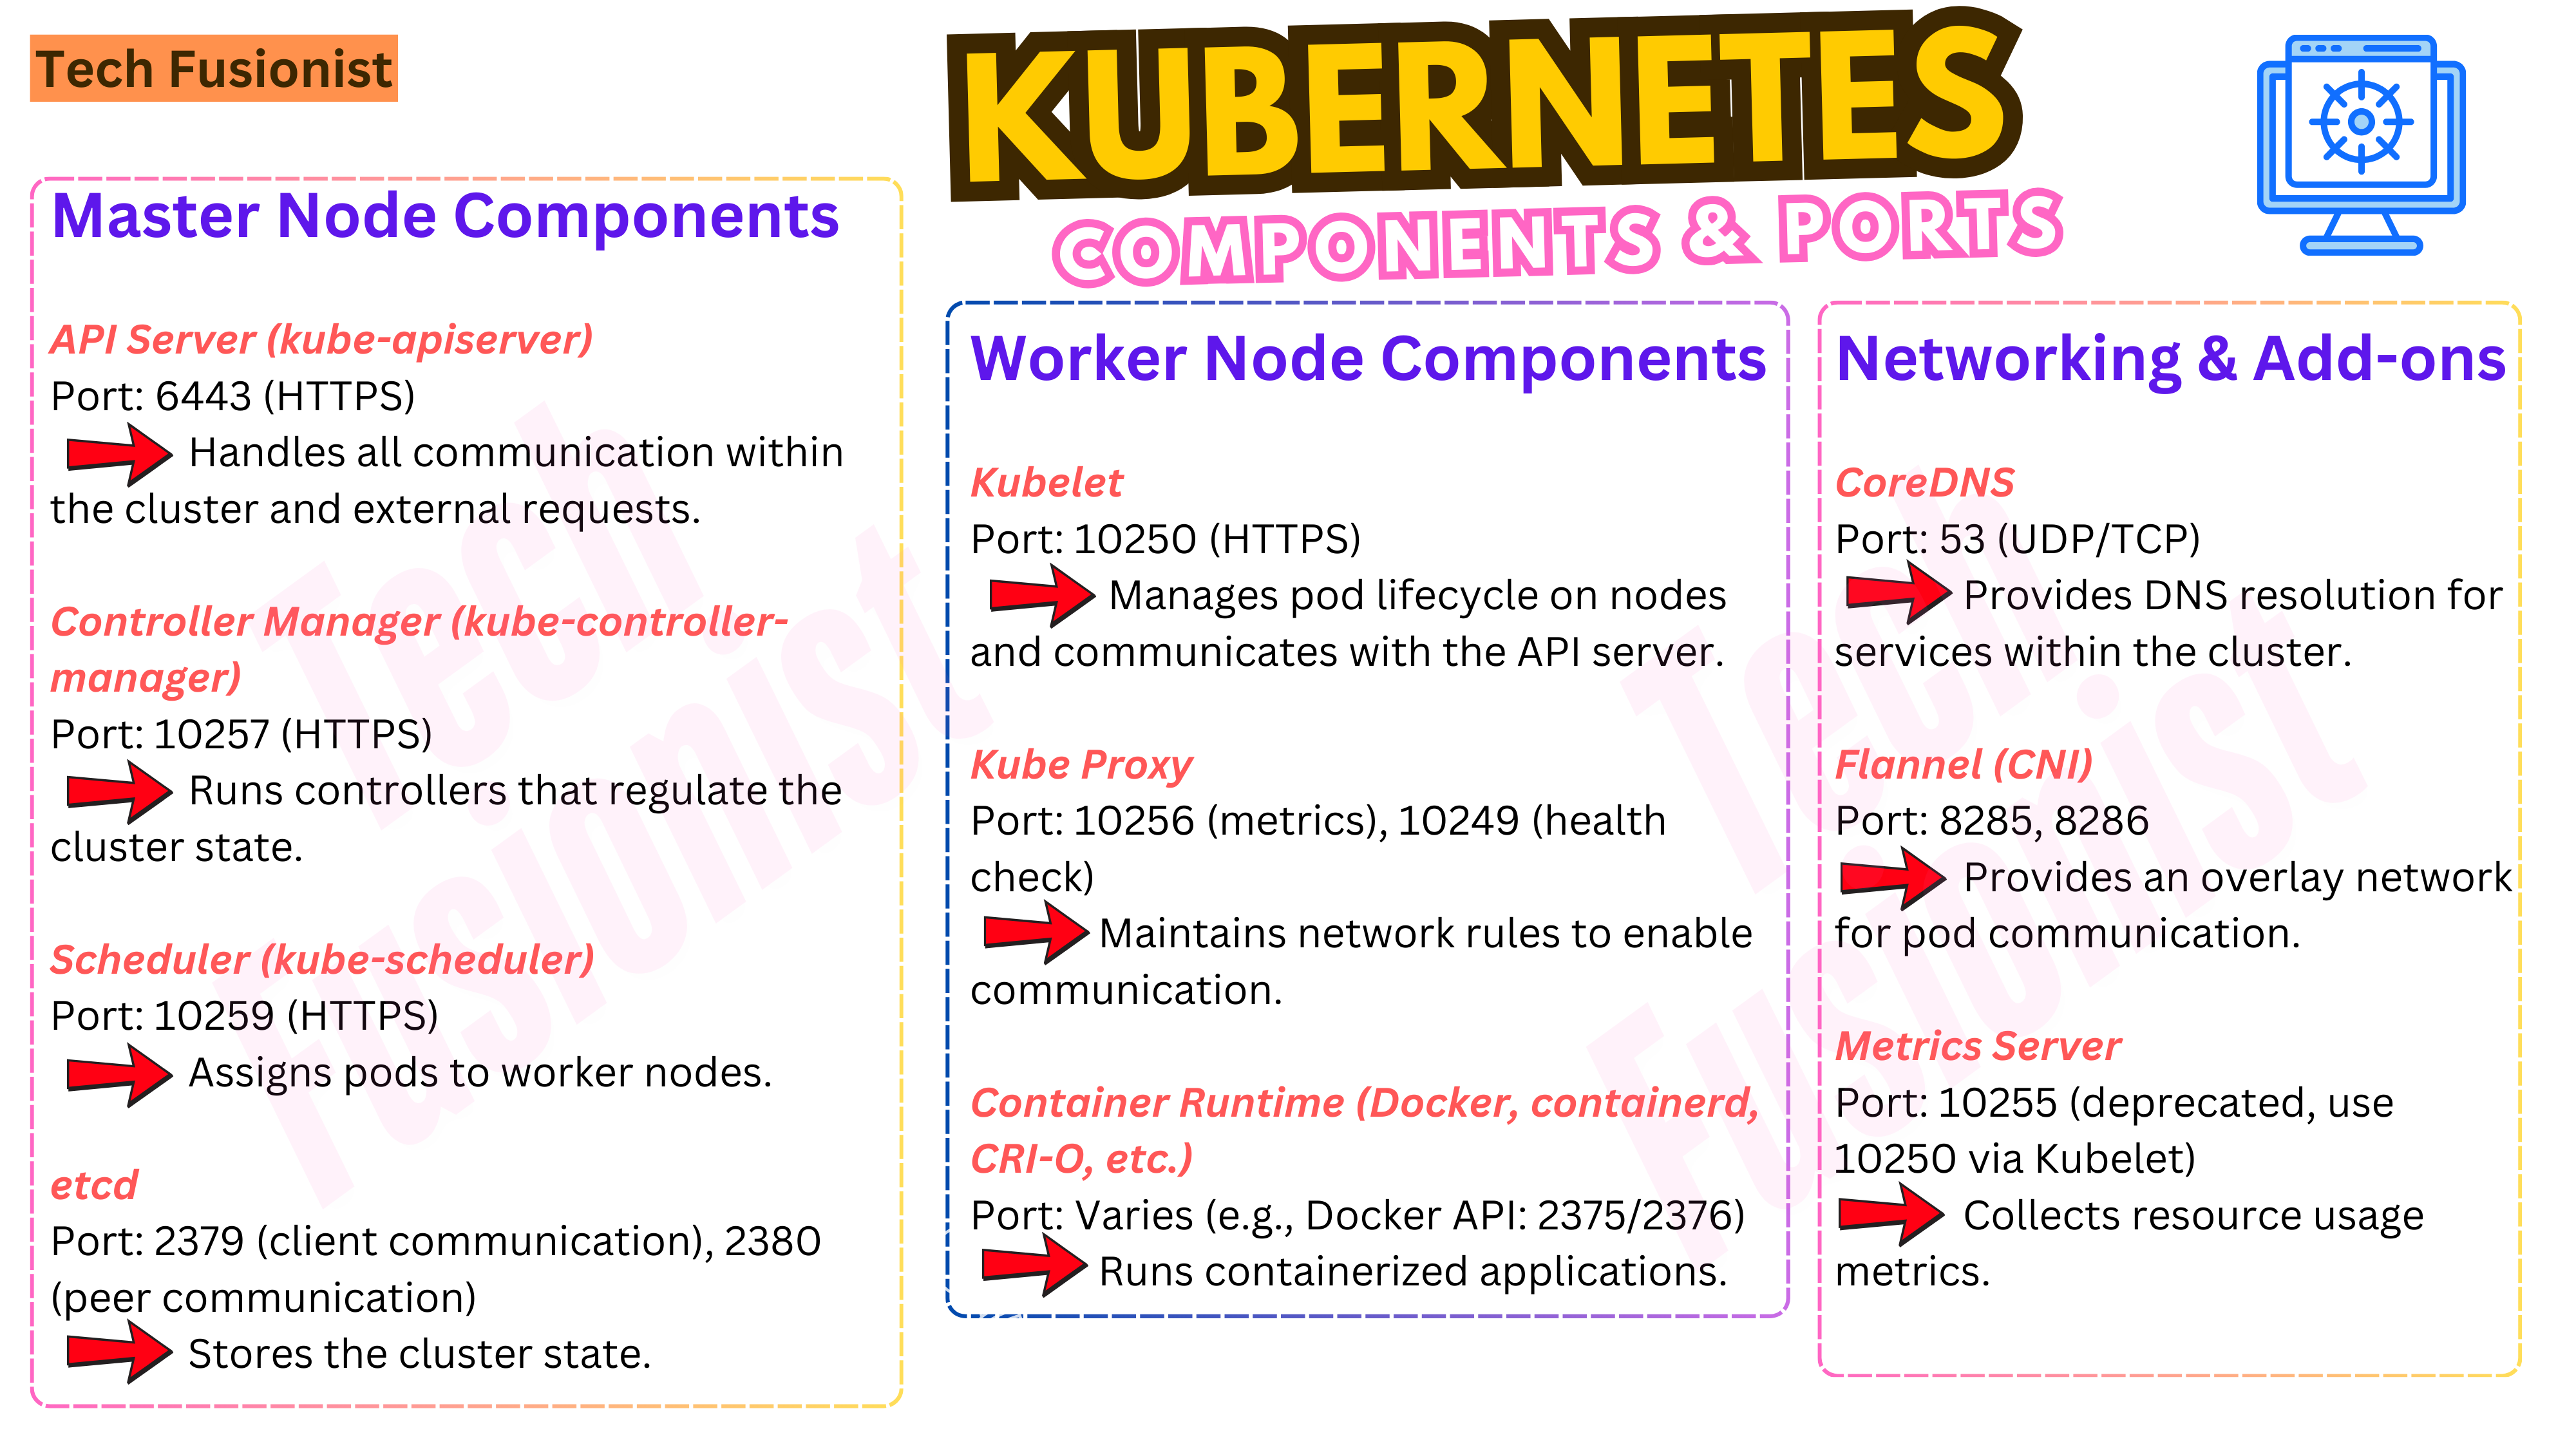 Tech Fusionist
KUBERNETES
COMPONENTS & PORTS
Master Node Components
API Server (kube-apiserver)
Port: 6443 (HTTPS)
Handles all communication within
the cluster and external requests.
Controller Manager (kube-controller-
manager)
Port: 10257 (HTTPS)
Runs controllers that regulate the
cluster state.
Scheduler (kube-scheduler)
Port: 10259 (HTTPS)
Assigns pods to worker nodes.
etcd
Port: 2379 (client communication), 2380
(peer communication)
Stores the cluster state.
Tech
Fusionist
Worker Node Components
Kubelet
Port: 10250 (HTTPS)
Manages pod lifecycle on nodes
and communicates with the API server.
Kube Proxy
Port: 10256 (metrics), 10249 (health
check)
Maintains network rules to enable
communication.
Container Runtime (Docker, containerd,
CRI-O, etc.)
Port: Varies (e.g., Docker API: 2375/2376)
Runs containerized applications.
Networking & Add-ons
CoreDNS
Port: 53 (UDP/TCP)
Provides DNS resolution for
services within the cluster.
Flannel (CNI)
Port: 8285, 8286
Provides an overlay network
for pod communication.
Metrics Server
Port: 10255 (deprecated, use
10250 via Kubelet)
Collects resource usage
metrics.
Tech
Fusionist